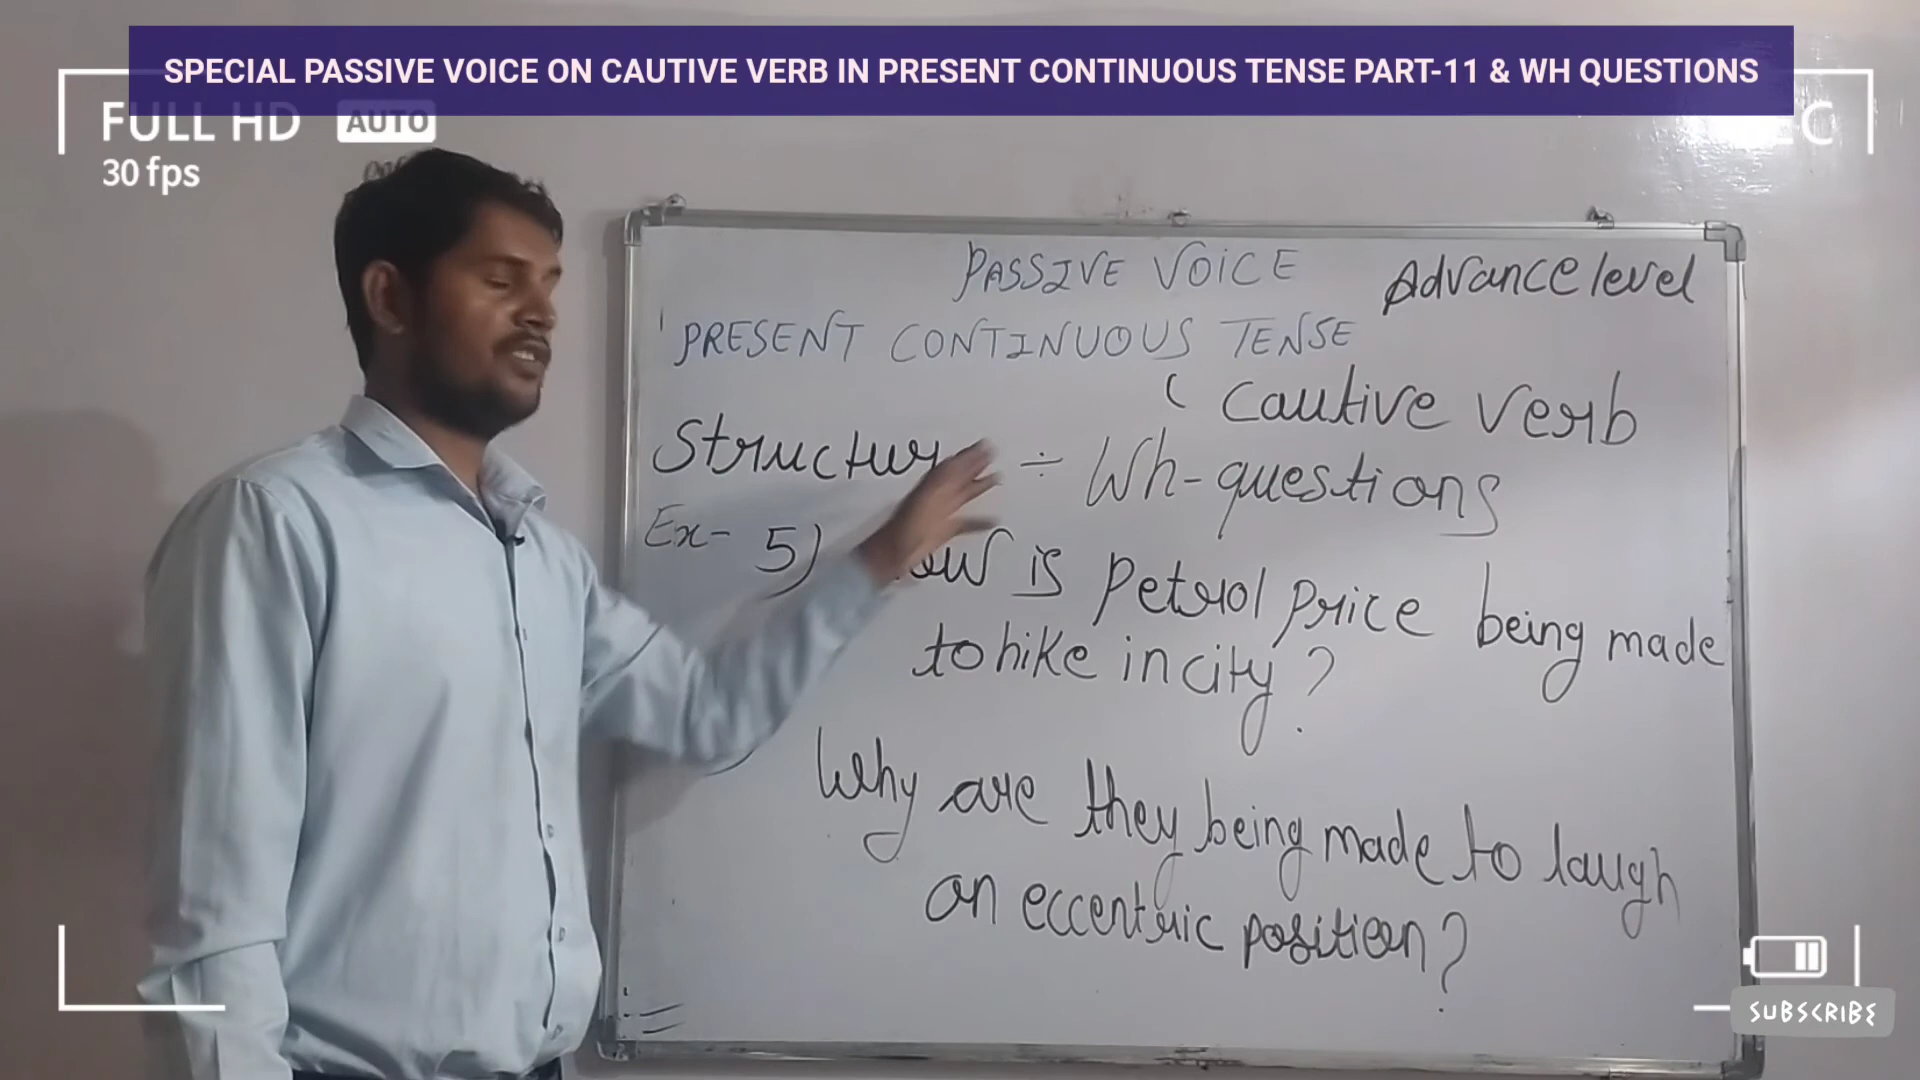 SPECIAL PASSIVE VOICE ON CAUTIVE VERB IN PRESENT CONTINUOUS TENSE PART-11 & WH QUESTIONS
FULL HD AUTO
30 fps
PASSIVE VOICE Advance level
PRESENT CONTINUOUS TENSE
( Cautive verb
÷ Wh-questions
Ex- 5) is petrol price being made
to hike in city?
Why are they being made to laugh
on eccentric position?
SUBSCRIBE